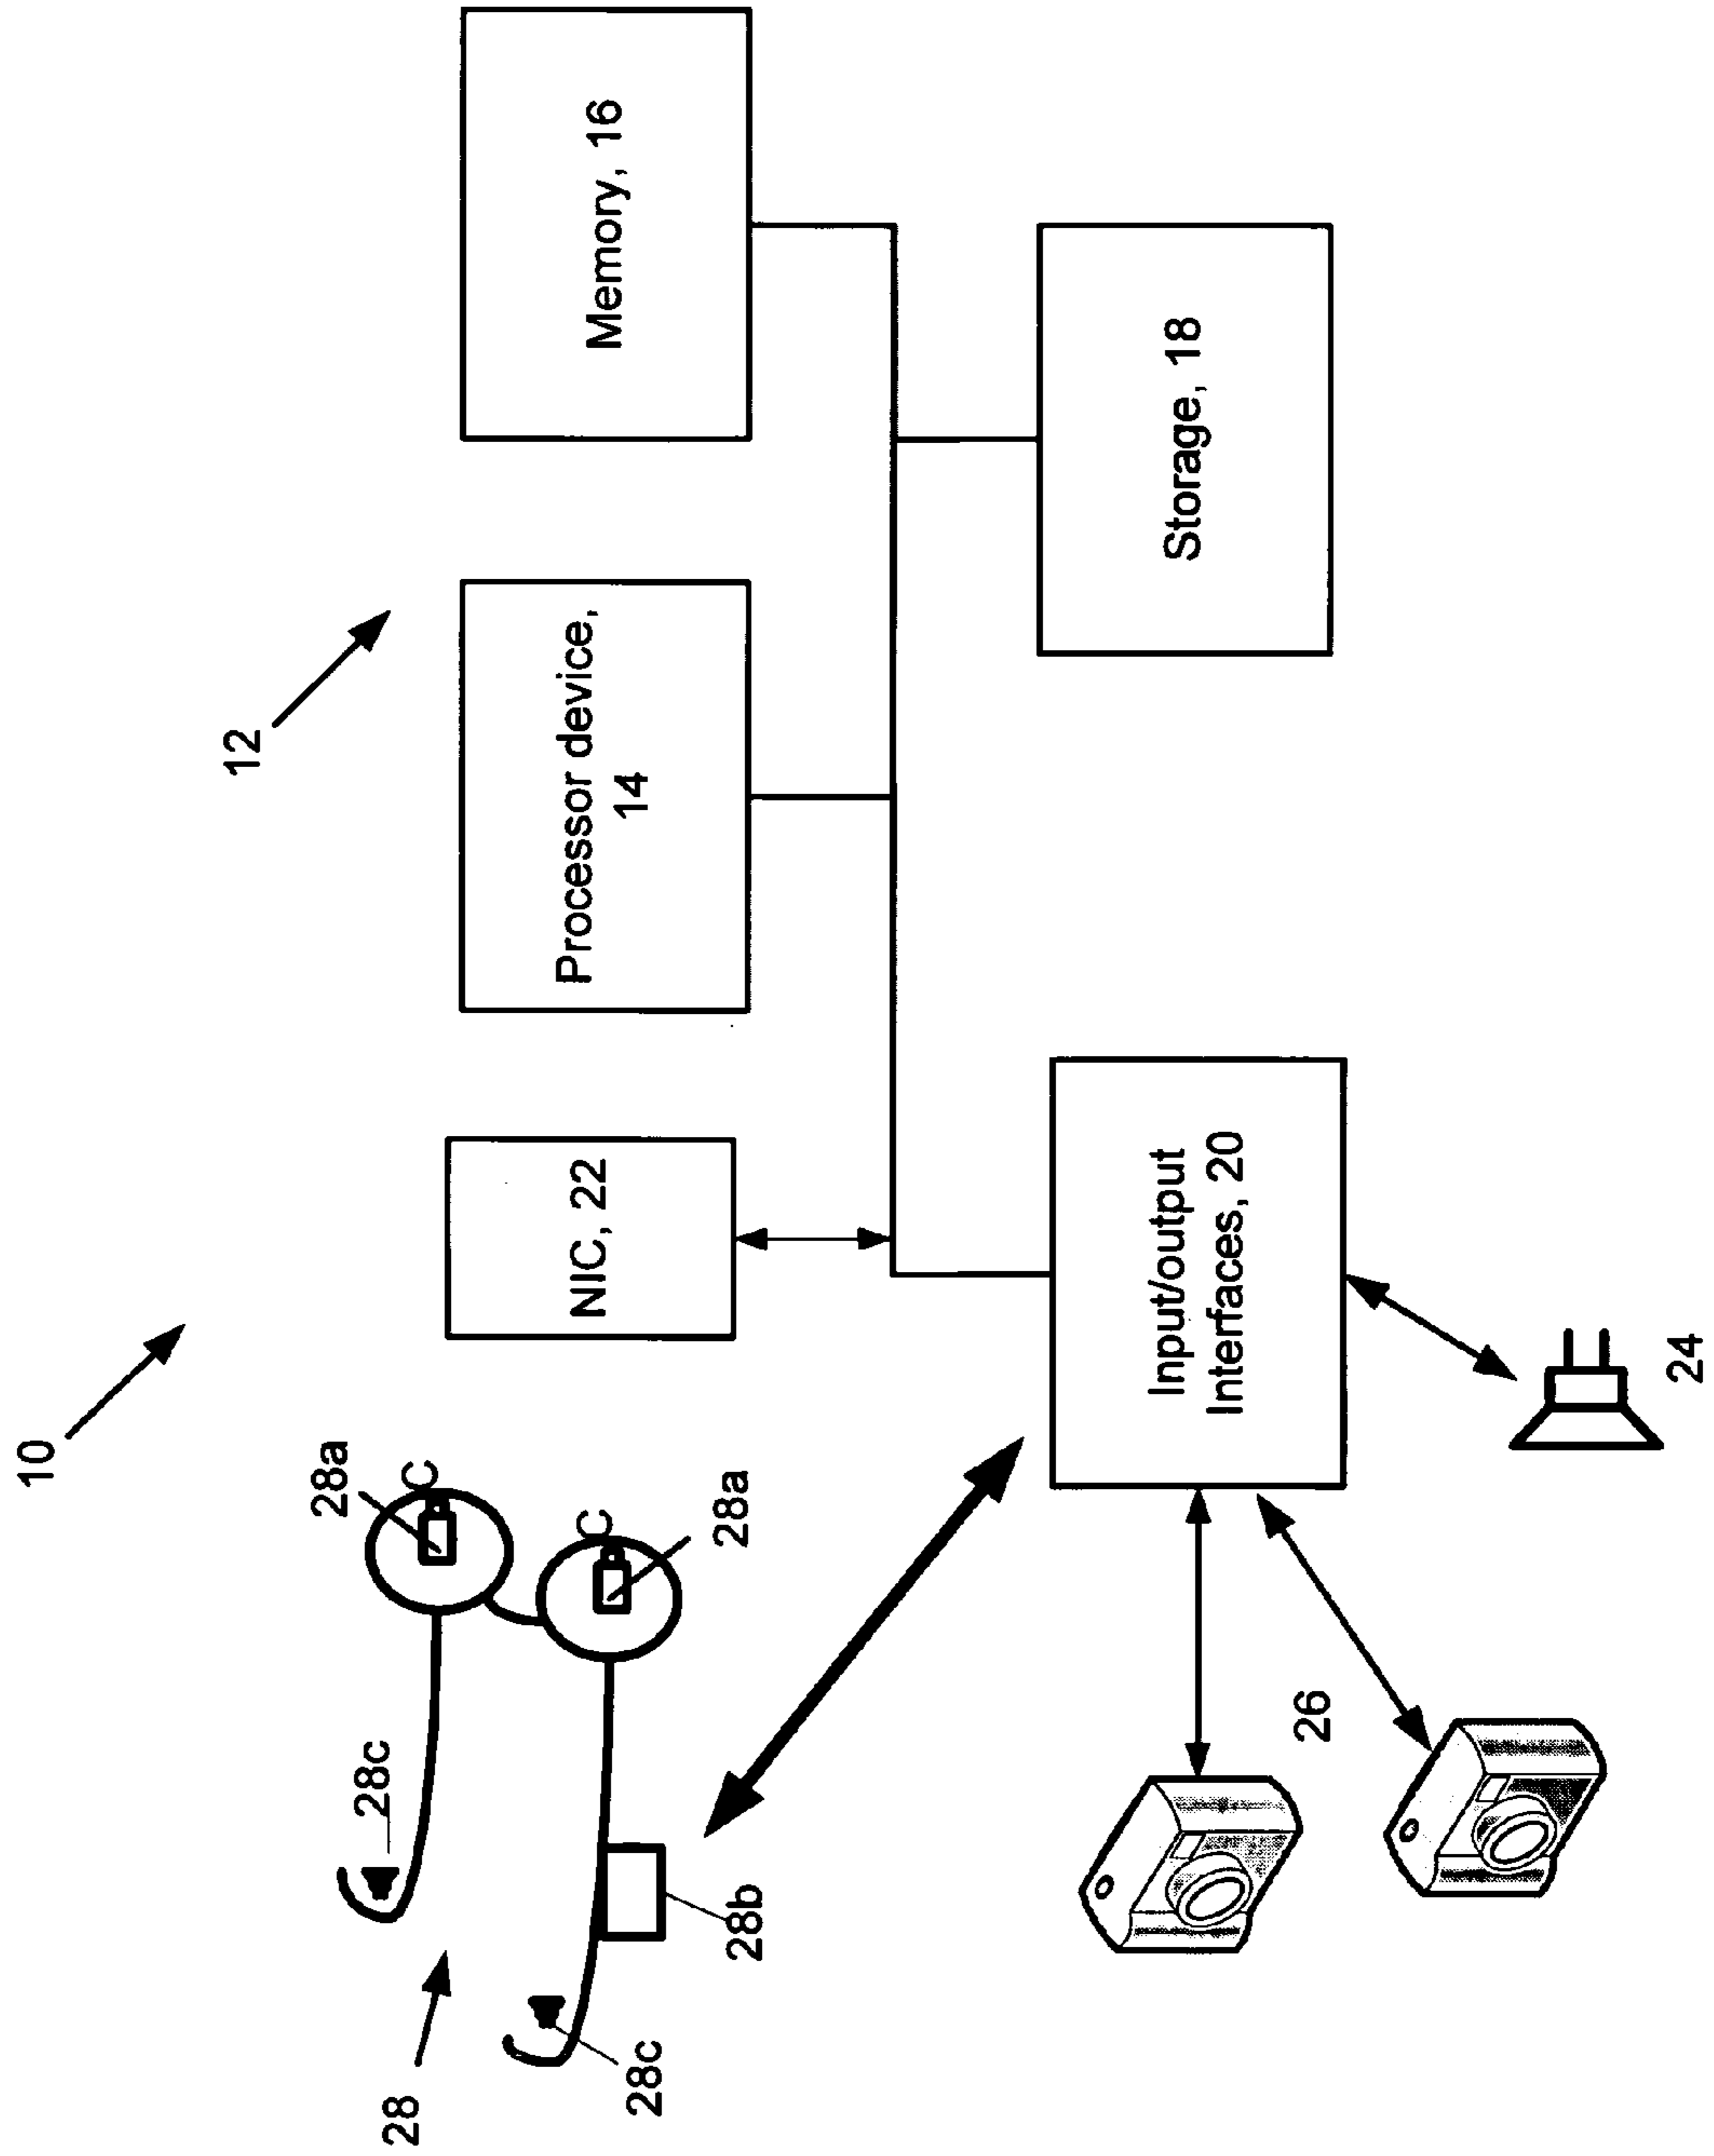 10
12
28
28c
28a
C
28c
28b
28a
C
NIC, 22
Processor device,
14
Memory, 16
Input/output
Interfaces, 20
Storage, 18
26
24